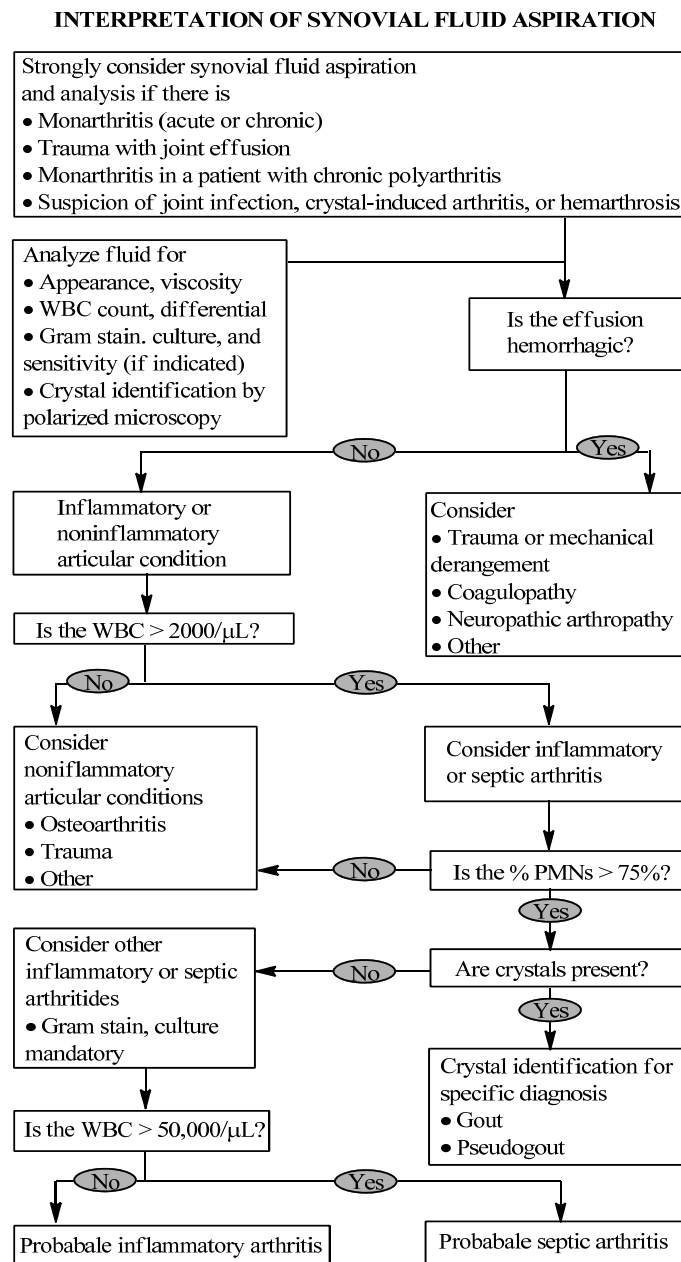 INTERPRETATION OF SYNOVIAL FLUID ASPIRATION
Strongly consider synovial fluid aspiration
and analysis if there is
• Monarthritis (acute or chronic)
• Trauma with joint effusion
• Monarthritis in a patient with chronic polyarthritis
• Suspicion of joint infection, crystal-induced arthritis, or hemarthrosis
Analyze fluid for
• Appearance, viscosity
• WBC count, differential
• Gram stain. culture, and
sensitivity (if indicated)
• Crystal identification by
polarized microscopy
Is the effusion
hemorrhagic?
No
Yes
Inflammatory or
noninflammatory
articular condition
Consider
• Trauma or mechanical
derangement
• Coagulopathy
• Neuropathic arthropathy
• Other
Is the WBC > 2000/μL?
No
Yes
Consider
noniflammatory
articular conditions
• Osteoarthritis
• Trauma
• Other
Consider inflammatory
or septic arthritis
No
Is the % PMNs > 75%?
Yes
Consider other
inflammatory or septic
arthritides
• Gram stain, culture
mandatory
No
Are crystals present?
Yes
Crystal identification for
specific diagnosis
• Gout
• Pseudogout
Is the WBC > 50,000/μL?
No
Yes
Probabale inflammatory arthritis
Probabale septic arthritis